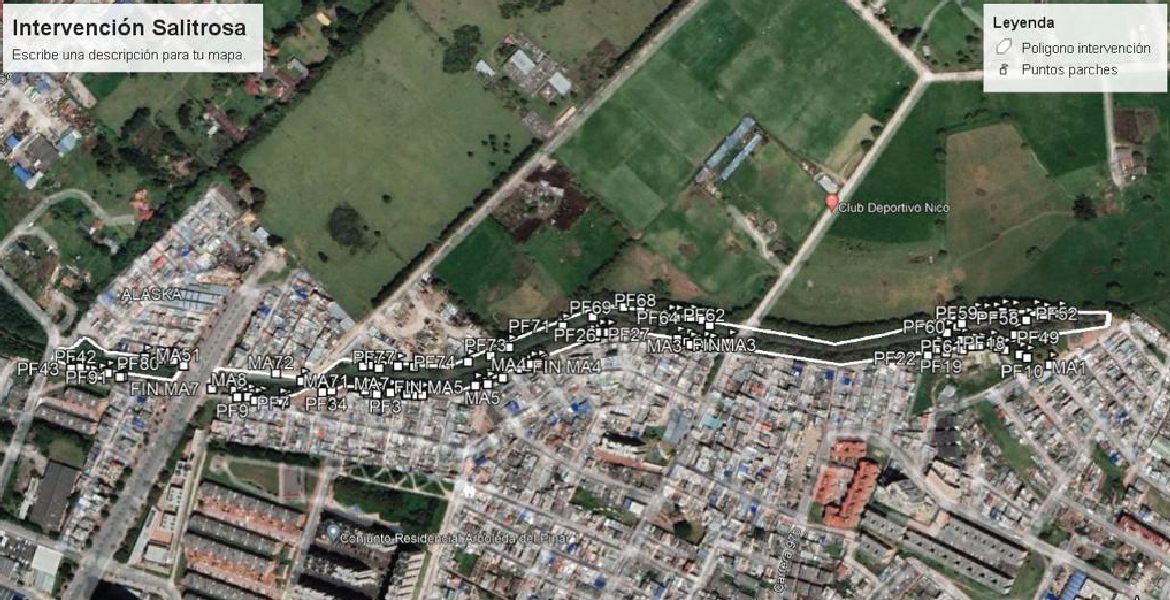 Intervención Salitrosa
Escribe una descripción para tu mapa.
Leyenda
Poligono intervención
Puntos parches
Club Deportivo Nico
ALASKA
PF69
PF68
PF64
PF62
PF71
PF26
PF27
MA3
FINMA3
PF59
PF58
PF52
PF60
PF61
PF18
PF49
PF22
PF19
PF10
MA1
PF42
PF43
PF91
PF80
MA51
FIN MA7
MA72
MA8
PF9
PF7
MA71
PF34
PF77
PF74
PF73
MA7
FIN MA5
PF3
MA5
MA4
FIN MA4
Conjunto Residencial Arboleda del Pinar